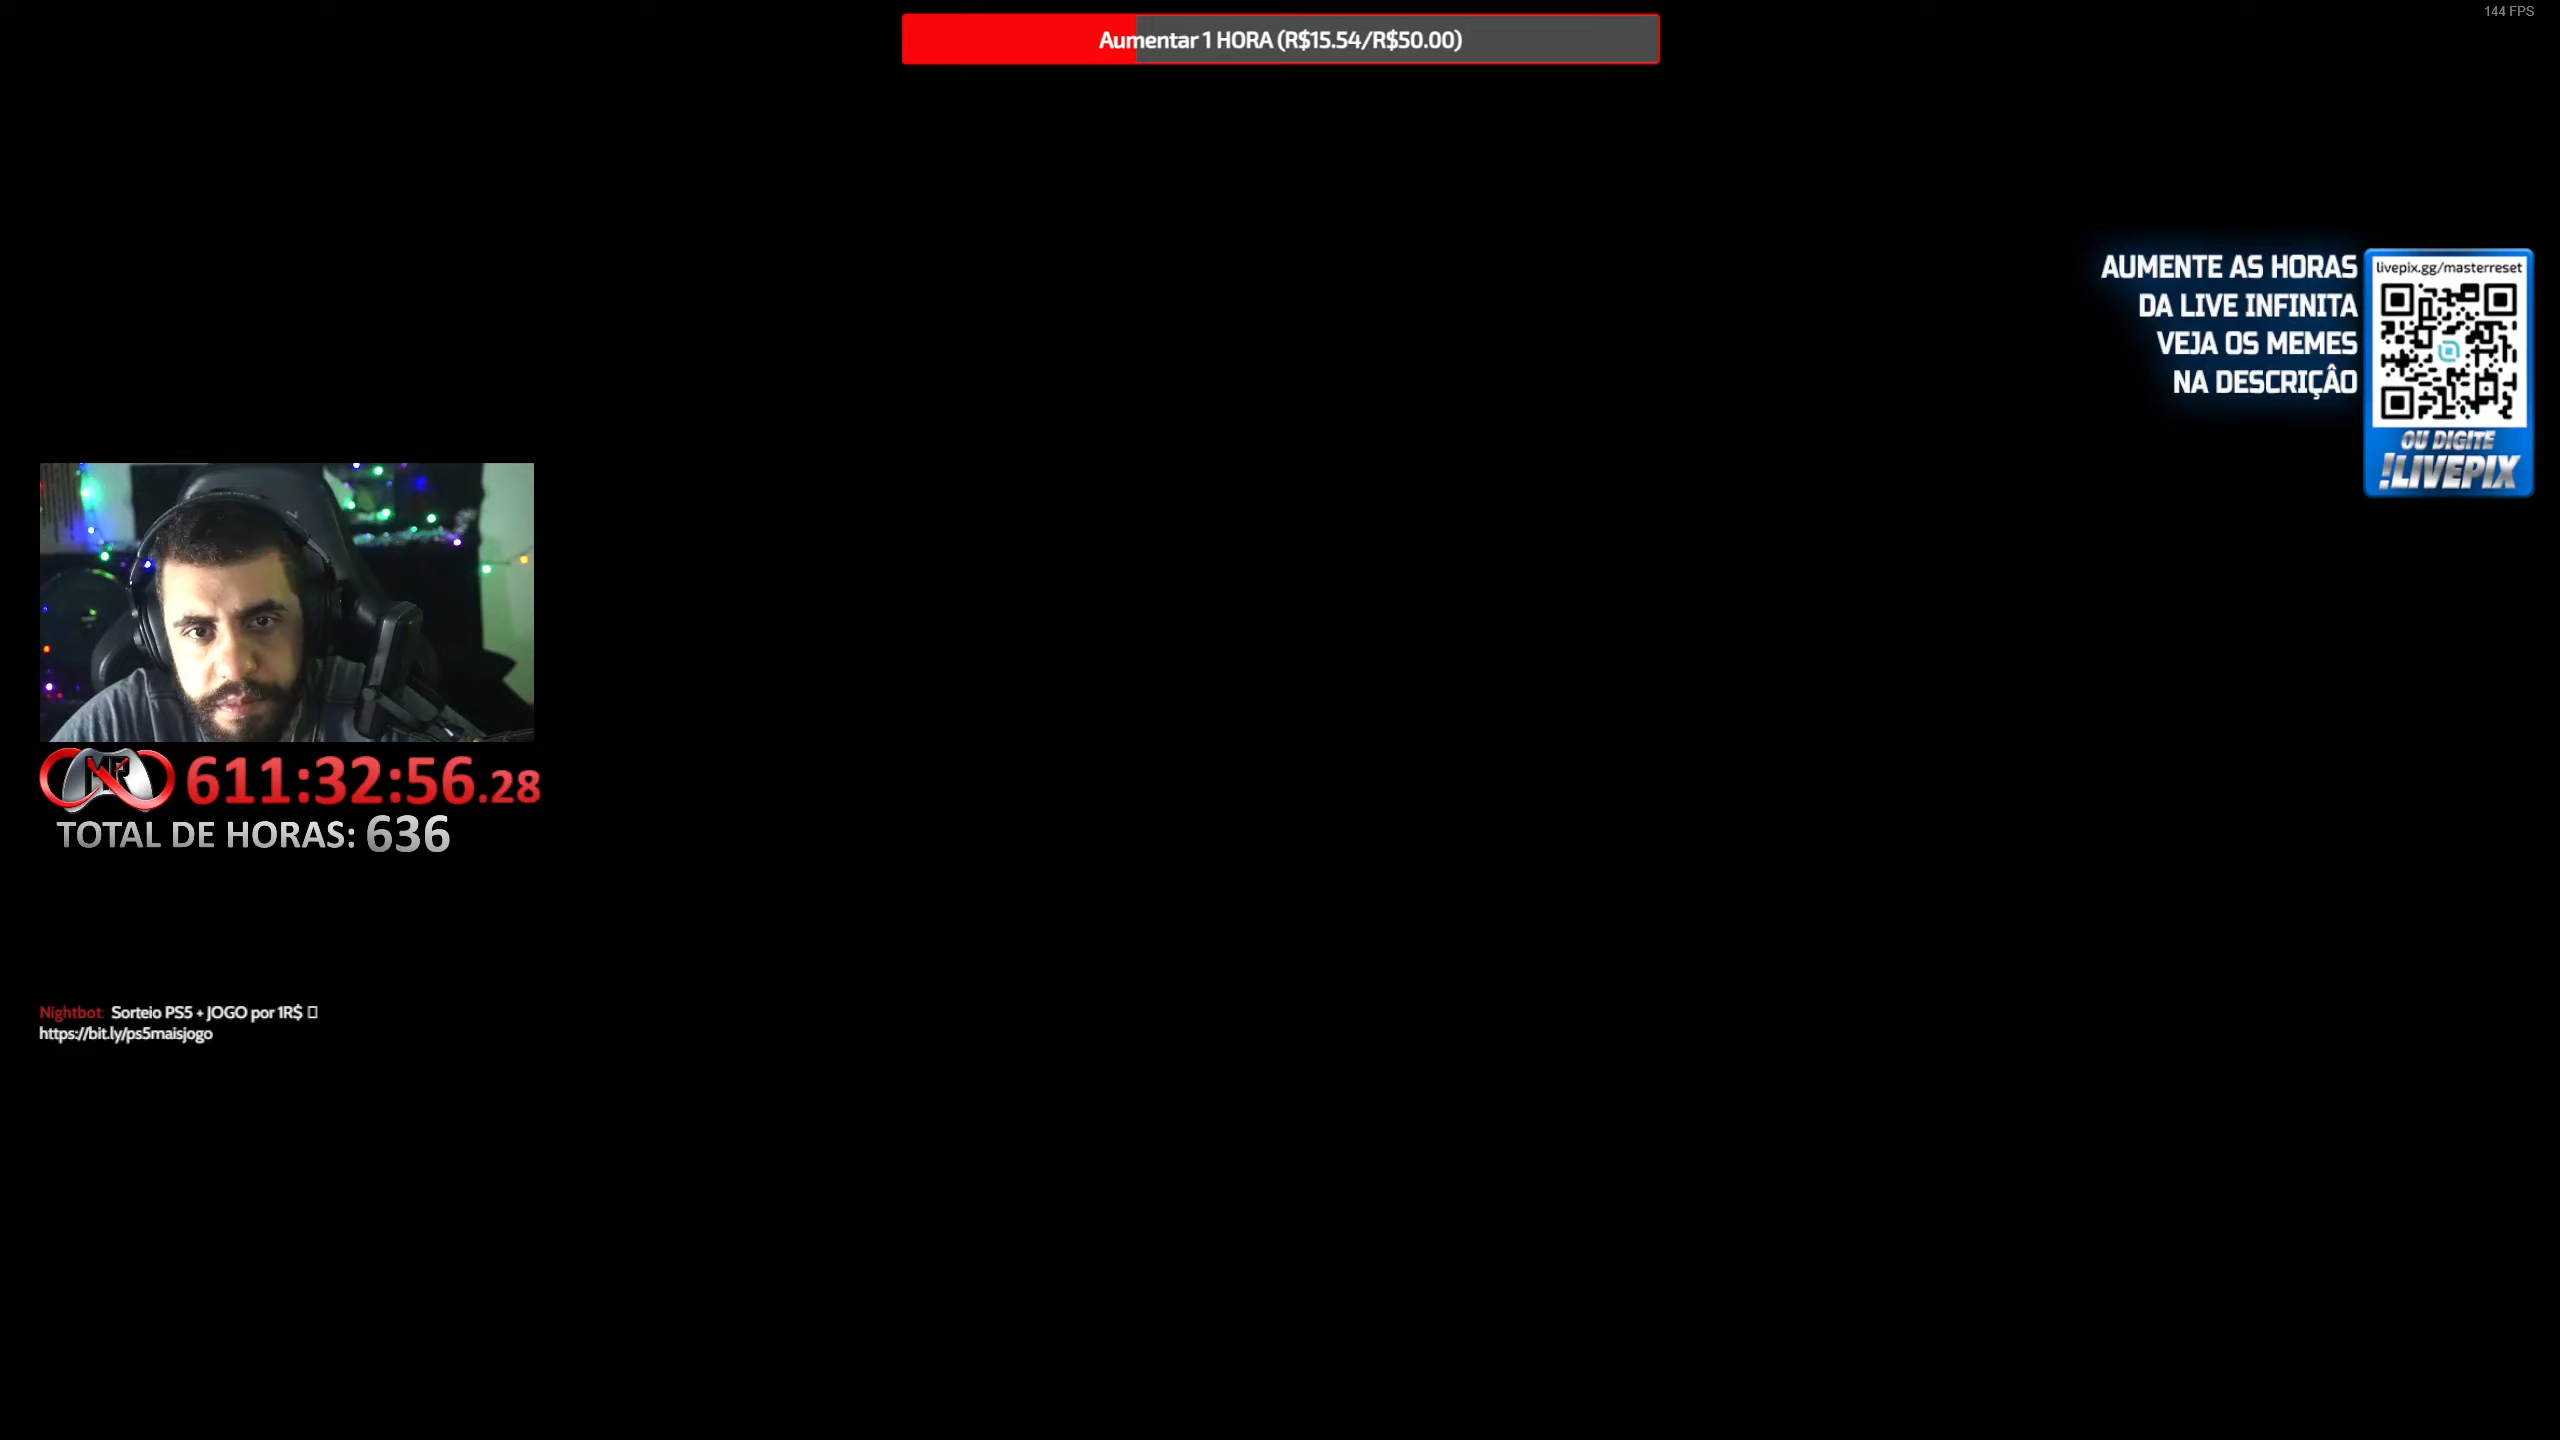 144 FPS
Aumentar 1 HORA (R$15.54/R$50.00)
AUMENTE AS HORAS
DA LIVE INFINITA
VEJA OS MEMES
NA DESCRIÇÂO
livepix.gg/masterreset
OU DIGITE
!LIVEPIX
MR
611:32:56.28
TOTAL DE HORAS: 636
Nightbot: Sorteio PS5 + JOGO por 1R$
https://bit.ly/ps5maisjogo